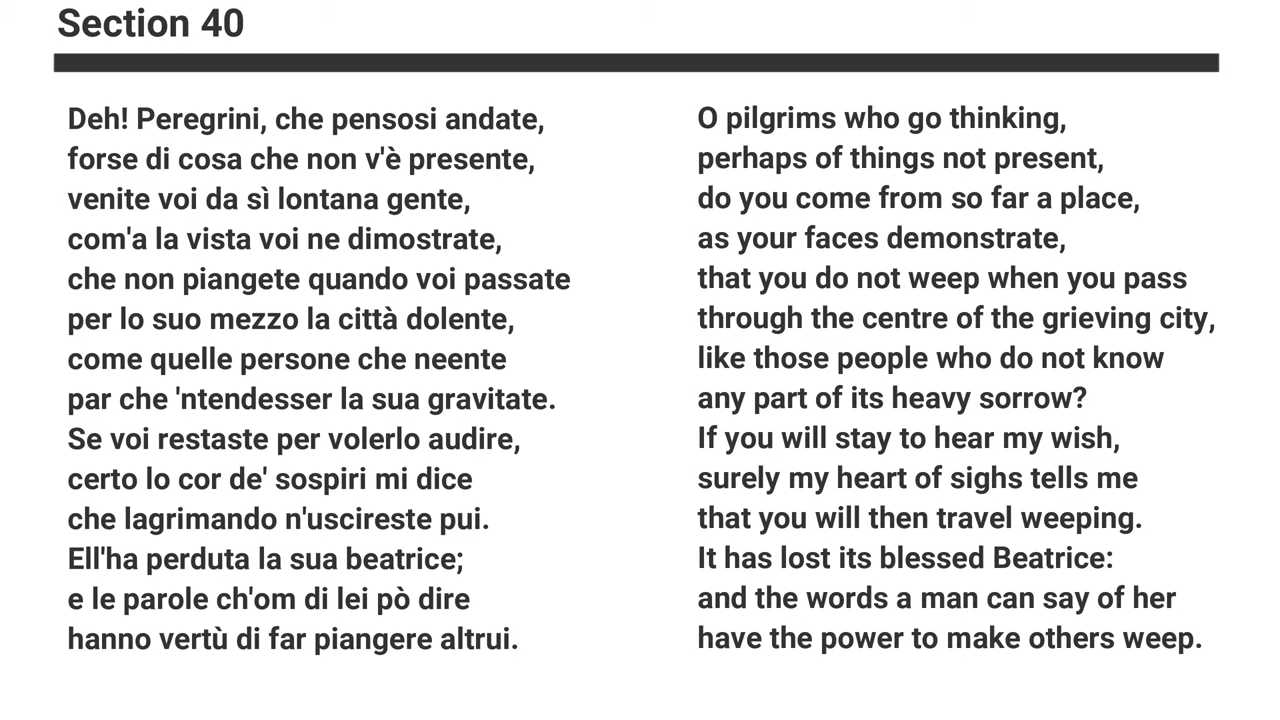 Section 40
Deh! Peregrini, che pensosi andate,
forse di cosa che non v'è presente,
venite voi da sì lontana gente,
com'a la vista voi ne dimostrate,
che non piangete quando voi passate
per lo suo mezzo la città dolente,
come quelle persone che neente
par che 'ntendesser la sua gravitate.
Se voi restaste per volerlo audire,
certo lo cor de' sospiri mi dice
che lagrimando n'uscireste pui.
Ell'ha perduta la sua beatrice;
e le parole ch'om di lei pò dire
hanno vertù di far piangere altrui.
O pilgrims who go thinking,
perhaps of things not present,
do you come from so far a place,
as your faces demonstrate,
that you do not weep when you pass
through the centre of the grieving city,
like those people who do not know
any part of its heavy sorrow?
If you will stay to hear my wish,
surely my heart of sighs tells me
that you will then travel weeping.
It has lost its blessed Beatrice:
and the words a man can say of her
have the power to make others weep.